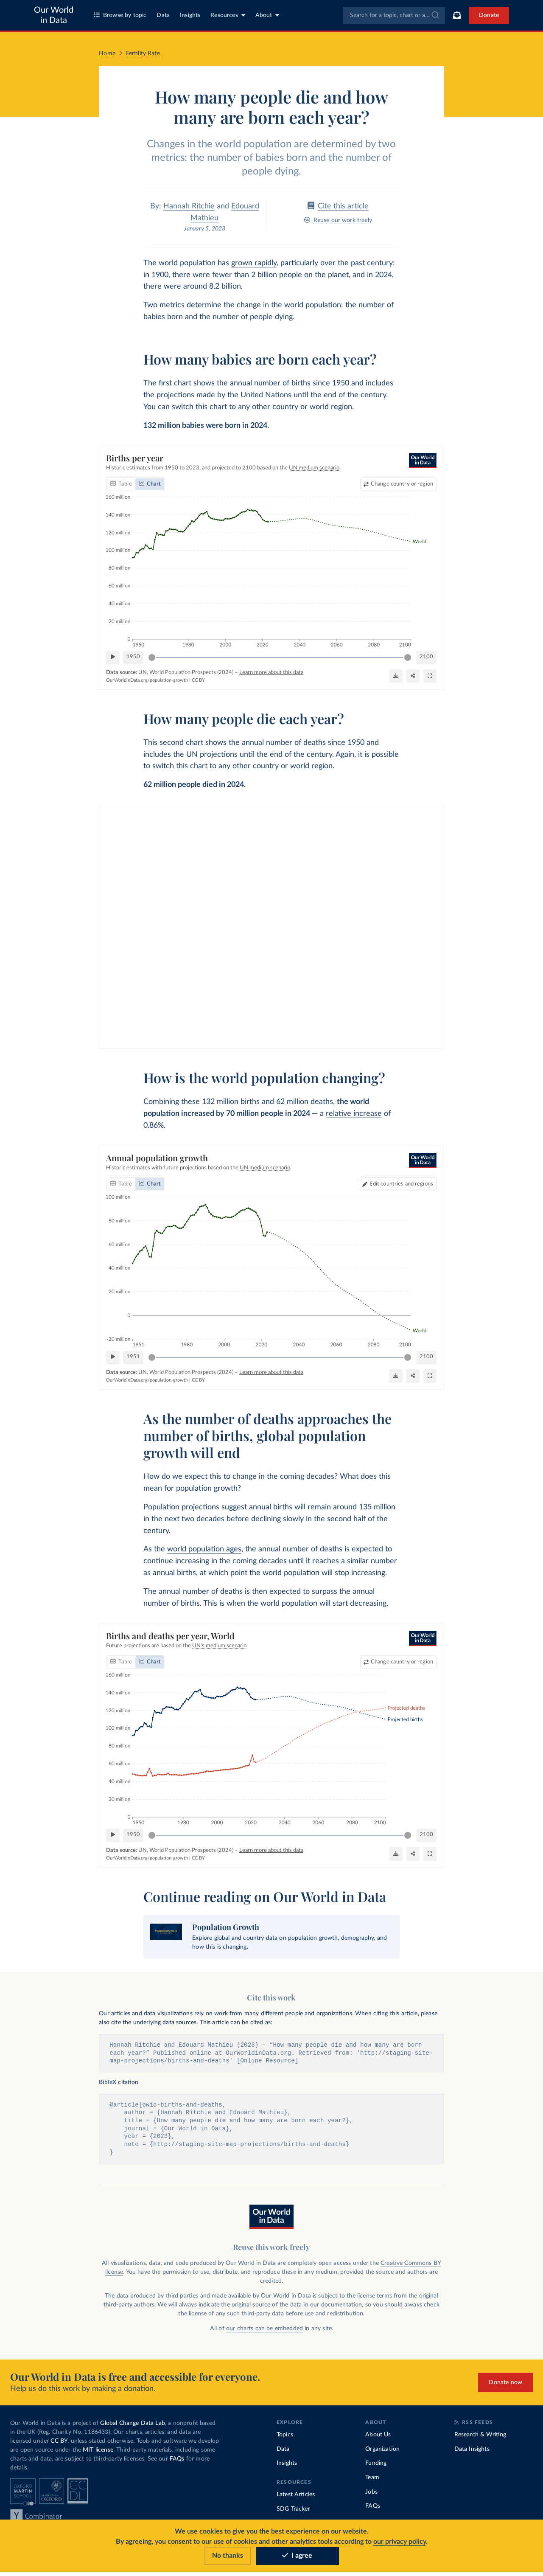 Our World
in Data
Browse by topic
Data
Insights
Resources
About
Search for a topic, chart or a...
Donate
Home > Fertility Rate
How many people die and how
many are born each year?
Changes in the world population are determined by two
metrics: the number of babies born and the number of
people dying.
By: Hannah Ritchie and Edouard
Mathieu
January 5, 2023
Cite this article
Reuse our work freely
The world population has grown rapidly, particularly over the past century:
in 1900, there were fewer than 2 billion people on the planet, and in 2024,
there were around 8.2 billion.
Two metrics determine the change in the world population: the number of
babies born and the number of people dying.
How many babies are born each year?
The first chart shows the annual number of births since 1950 and includes
the projections made by the United Nations until the end of the century.
You can switch this chart to any other country or world region.
132 million babies were born in 2024.
Births per year
Historic estimates from 1950 to 2023, and projected to 2100 based on the UN medium scenario.
Our World
in Data
Table
Chart
Change country or region
160 million
140 million
120 million
100 million
80 million
60 million
40 million
20 million
0
World
1950 1980 2000 2020 2040 2060 2080 2100
1950
2100
Data source: UN, World Population Prospects (2024) – Learn more about this data
OurWorldinData.org/population-growth | CC BY
How many people die each year?
This second chart shows the annual number of deaths since 1950 and
includes the UN projections until the end of the century. Again, it is possible
to switch this chart to any other country or world region.
62 million people died in 2024.
How is the world population changing?
Combining these 132 million births and 62 million deaths, the world
population increased by 70 million people in 2024 — a relative increase of
0.86%.
Annual population growth
Historic estimates with future projections based on the UN medium scenario.
Our World
in Data
Table
Chart
Edit countries and regions
100 million
80 million
60 million
40 million
20 million
0
-20 million
World
1951 1980 2000 2020 2040 2060 2080 2100
1951
2100
Data source: UN, World Population Prospects (2024) – Learn more about this data
OurWorldinData.org/population-growth | CC BY
As the number of deaths approaches the
number of births, global population
growth will end
How do we expect this to change in the coming decades? What does this
mean for population growth?
Population projections suggest annual births will remain around 135 million
in the next two decades before declining slowly in the second half of the
century.
As the world population ages, the annual number of deaths is expected to
continue increasing in the coming decades until it reaches a similar number
as annual births, at which point the world population will stop increasing.
The annual number of deaths is then expected to surpass the annual
number of births. This is when the world population will start decreasing.
Births and deaths per year, World
Future projections are based on the UN's medium scenario.
Our World
in Data
Table
Chart
Change country or region
160 million
140 million
120 million
100 million
80 million
60 million
40 million
20 million
0
Projected deaths
Projected births
1950 1980 2000 2020 2040 2060 2080 2100
1950
2100
Data source: UN, World Population Prospects (2024) – Learn more about this data
OurWorldinData.org/population-growth | CC BY
Continue reading on Our World in Data
Population Growth
Explore global and country data on population growth, demography, and
how this is changing.
Cite this work
Our articles and data visualizations rely on work from many different people and organizations. When citing this article, please
also cite the underlying data sources. This article can be cited as:
Hannah Ritchie and Edouard Mathieu (2023) - “How many people die and how many are born
each year?” Published online at OurWorldinData.org. Retrieved from: 'http://staging-site-
map-projections/births-and-deaths' [Online Resource]
BibTeX citation
@article{owid-births-and-deaths,
author = {Hannah Ritchie and Edouard Mathieu},
title = {How many people die and how many are born each year?},
journal = {Our World in Data},
year = {2023},
note = {http://staging-site-map-projections/births-and-deaths}
}
Our World
in Data
Reuse this work freely
All visualizations, data, and code produced by Our World in Data are completely open access under the Creative Commons BY
license. You have the permission to use, distribute, and reproduce these in any medium, provided the source and authors are
credited.
The data produced by third parties and made available by Our World in Data is subject to the license terms from the original
third-party authors. We will always indicate the original source of the data in our documentation, so you should always check
the license of any such third-party data before use and redistribution.
All of our charts can be embedded in any site.
Our World in Data is free and accessible for everyone.
Help us do this work by making a donation.
Donate now
Our World in Data is a project of Global Change Data Lab, a nonprofit based
in the UK (Reg. Charity No. 1186433). Our charts, articles, and data are
licensed under CC BY, unless stated otherwise. Tools and software we develop
are open source under the MIT license. Third-party materials, including some
charts and data, are subject to third-party licenses. See our FAQs for more
details.
OXFORD
MARTIN
SCHOOL
UNIVERSITY OF
OXFORD
GC
DL
Y Combinator
EXPLORE
Topics
Data
Insights
RESOURCES
Latest Articles
SDG Tracker
ABOUT
About Us
Organization
Funding
Team
Jobs
FAQs
RSS FEEDS
Research & Writing
Data Insights
We use cookies to give you the best experience on our website.
By agreeing, you consent to our use of cookies and other analytics tools according to our privacy policy.
No thanks
I agree